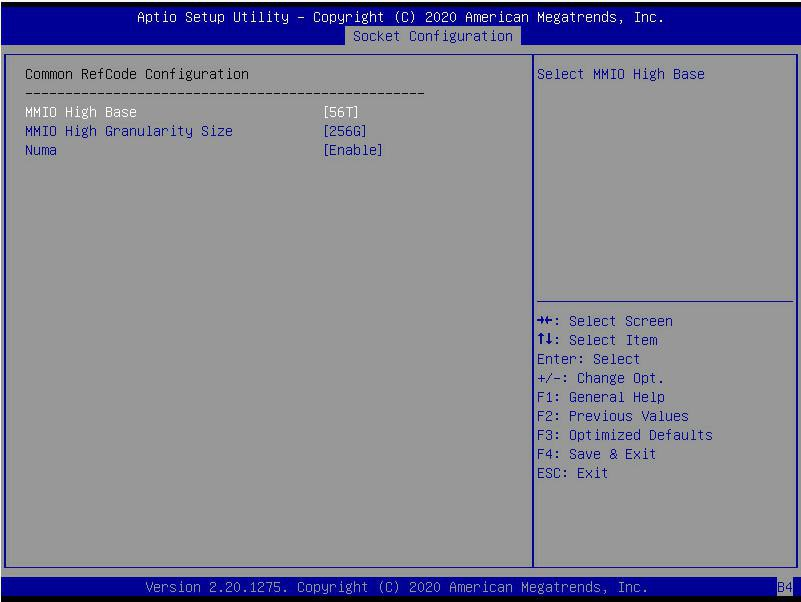 Aptio Setup Utility – Copyright (C) 2020 American Megatrends, Inc.
Socket Configuration
Common RefCode Configuration
--------------------------------------------------
MMIO High Base [56T]
MMIO High Granularity Size [256G]
Numa [Enable]
Select MMIO High Base
→←: Select Screen
↑↓: Select Item
Enter: Select
+/-: Change Opt.
F1: General Help
F2: Previous Values
F3: Optimized Defaults
F4: Save & Exit
ESC: Exit
Version 2.20.1275. Copyright (C) 2020 American Megatrends, Inc.
B4